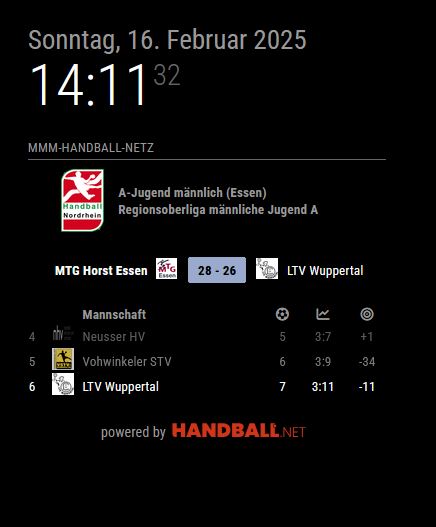 Sonntag, 16. Februar 2025
14:11 32
MMM-HANDBALL-NETZ
Handball
Nordrhein
A-Jugend männlich (Essen)
Regionsoberliga männliche Jugend A
MTG Horst Essen MTG Essen 28 - 26 LTV Wuppertal
Mannschaft
4 Neusser HV 5 3:7 +1
5 Vohwinkeler STV 6 3:9 -34
6 LTV Wuppertal 7 3:11 -11
powered by HANDBALL.NET